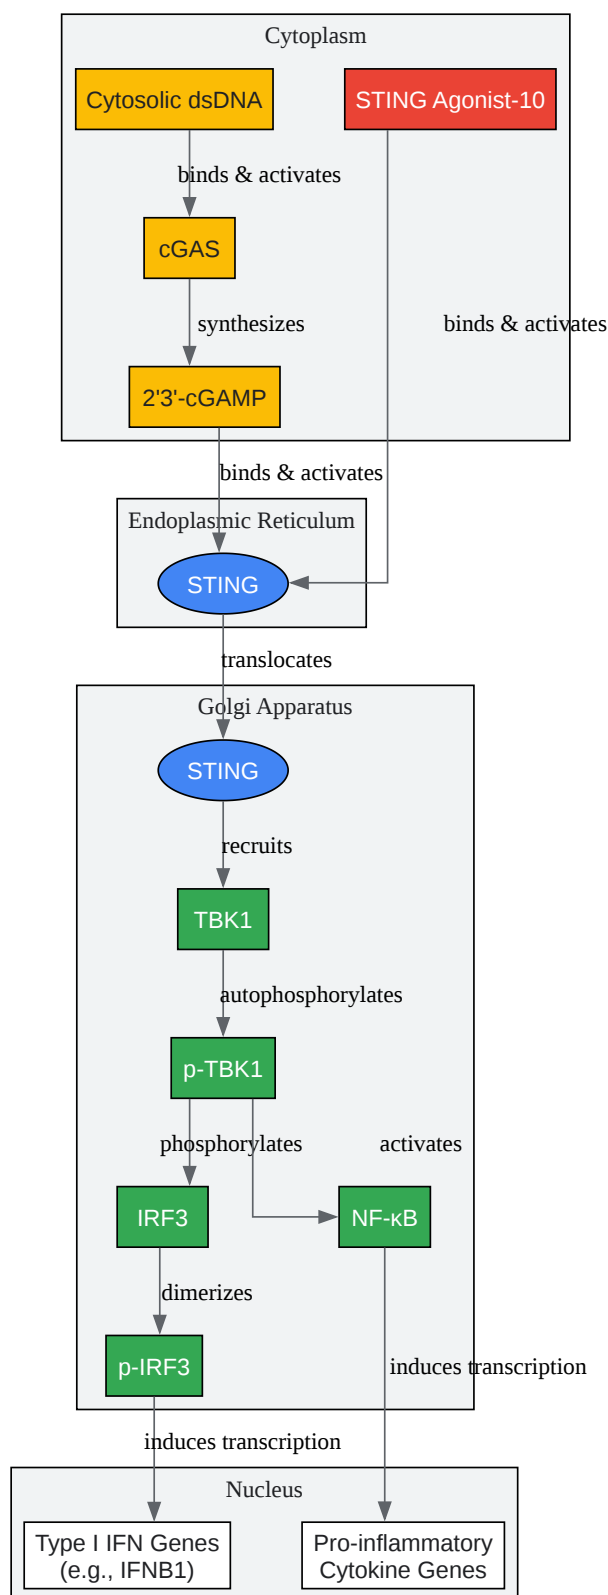 Cytoplasm
Cytosolic dsDNA
STING Agonist-10
binds & activates
cGAS
synthesizes
binds & activates
2'3'-cGAMP
binds & activates
Endoplasmic Reticulum
STING
translocates
Golgi Apparatus
STING
recruits
TBK1
autophosphorylates
p-TBK1
phosphorylates
activates
IRF3
NF-κB
dimerizes
p-IRF3
induces transcription
induces transcription
Nucleus
Type I IFN Genes
(e.g., IFNB1)
Pro-inflammatory
Cytokine Genes